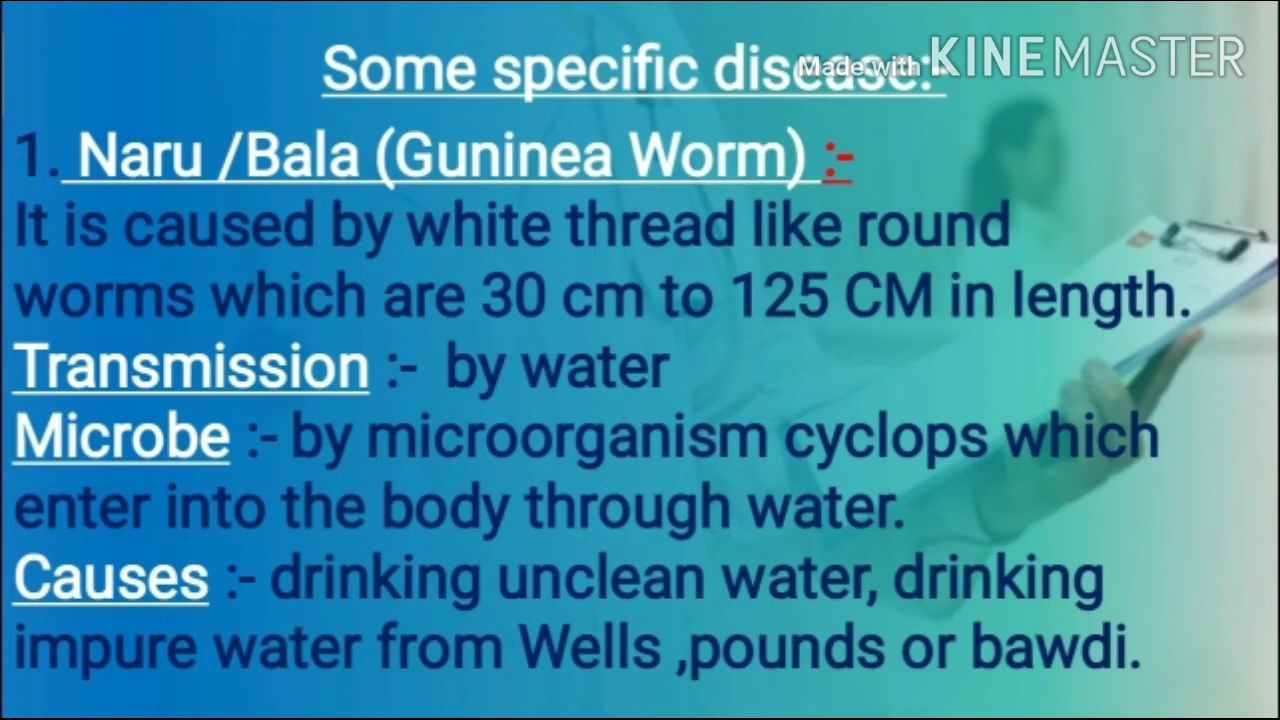 Some specific disease:-
Made with KINEMASTER
1. Naru /Bala (Guninea Worm) :-
It is caused by white thread like round
worms which are 30 cm to 125 CM in length.
Transmission :- by water
Microbe :- by microorganism cyclops which
enter into the body through water.
Causes :- drinking unclean water, drinking
impure water from Wells ,pounds or bawdi.